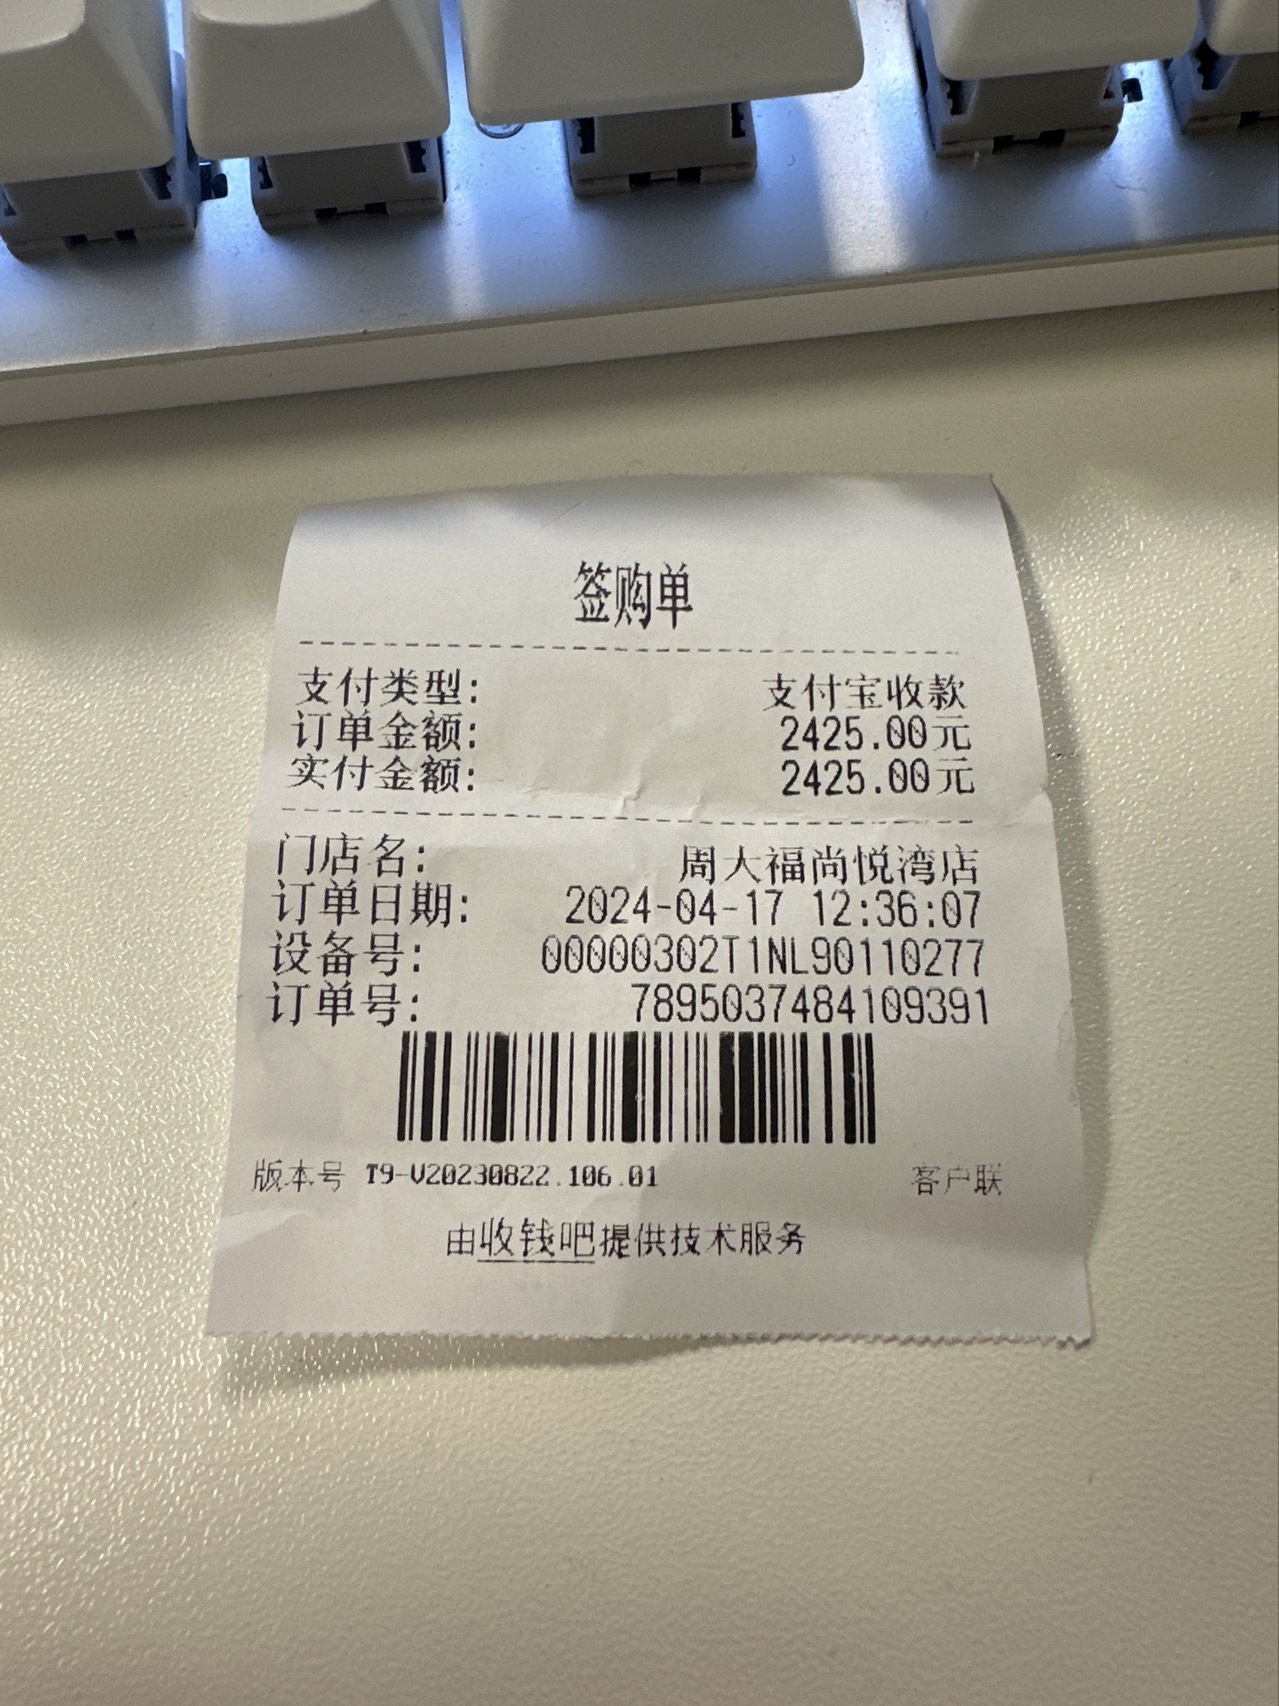 签购单
支付类型: 支付宝收款
订单金额: 2425.00元
实付金额: 2425.00元
门店名: 周大福尚悦湾店
订单日期: 2024-04-17 12:36:07
设备号: 00000302T1NL90110277
订单号: 7895037484109391
版本号 T9-V20230822.106.01 客户联
由收钱吧提供技术服务